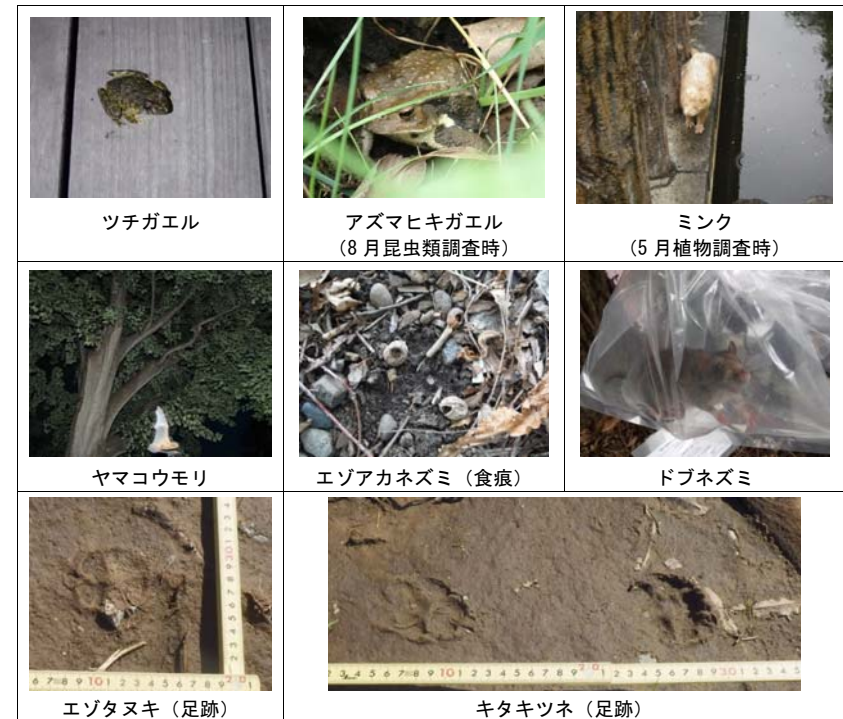 ツチガエル
アズマヒキガエル
（8 月昆虫類調査時）
ミンク
（5 月植物調査時）
ヤマコウモリ
エゾアカネズミ（食痕）
ドブネズミ
エゾタヌキ（足跡）
キタキツネ（足跡）